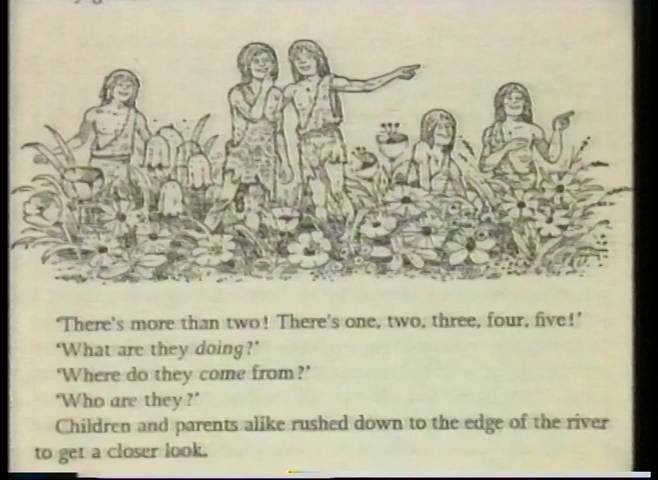 'There's more than two! There's one, two, three, four, five!'
'What are they doing?'
'Where do they come from?'
'Who are they?'
Children and parents alike rushed down to the edge of the river
to get a closer look.